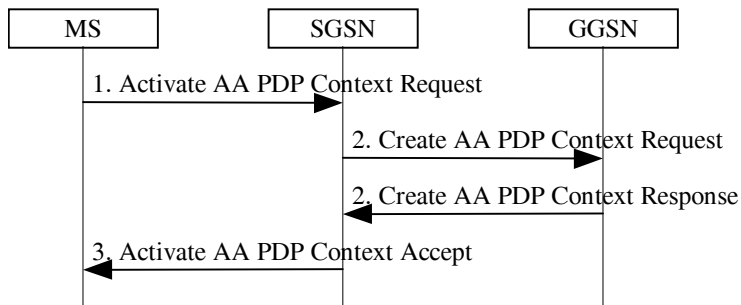 MS
SGSN
GGSN
1. Activate AA PDP Context Request
2. Create AA PDP Context Request
2. Create AA PDP Context Response
3. Activate AA PDP Context Accept